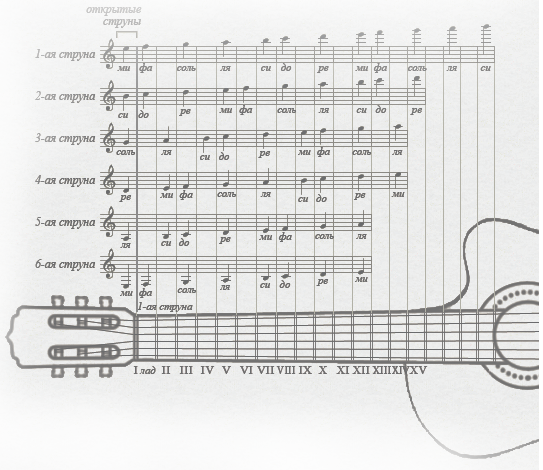 открытые
струны
1-ая струна
ми фа соль ля си до ре ми фа соль ля си
2-ая струна
си до ре ми фа соль ля си до ре
3-ая струна
соль ля си до ре ми фа соль ля
4-ая струна
ре ми фа соль ля си до ре ми
5-ая струна
ля си до ре ми фа соль ля
6-ая струна
ми фа соль ля си до ре ми
1-ая струна
I лад II III IV V VI VII VIII IX X XI XII XIII XIV XV